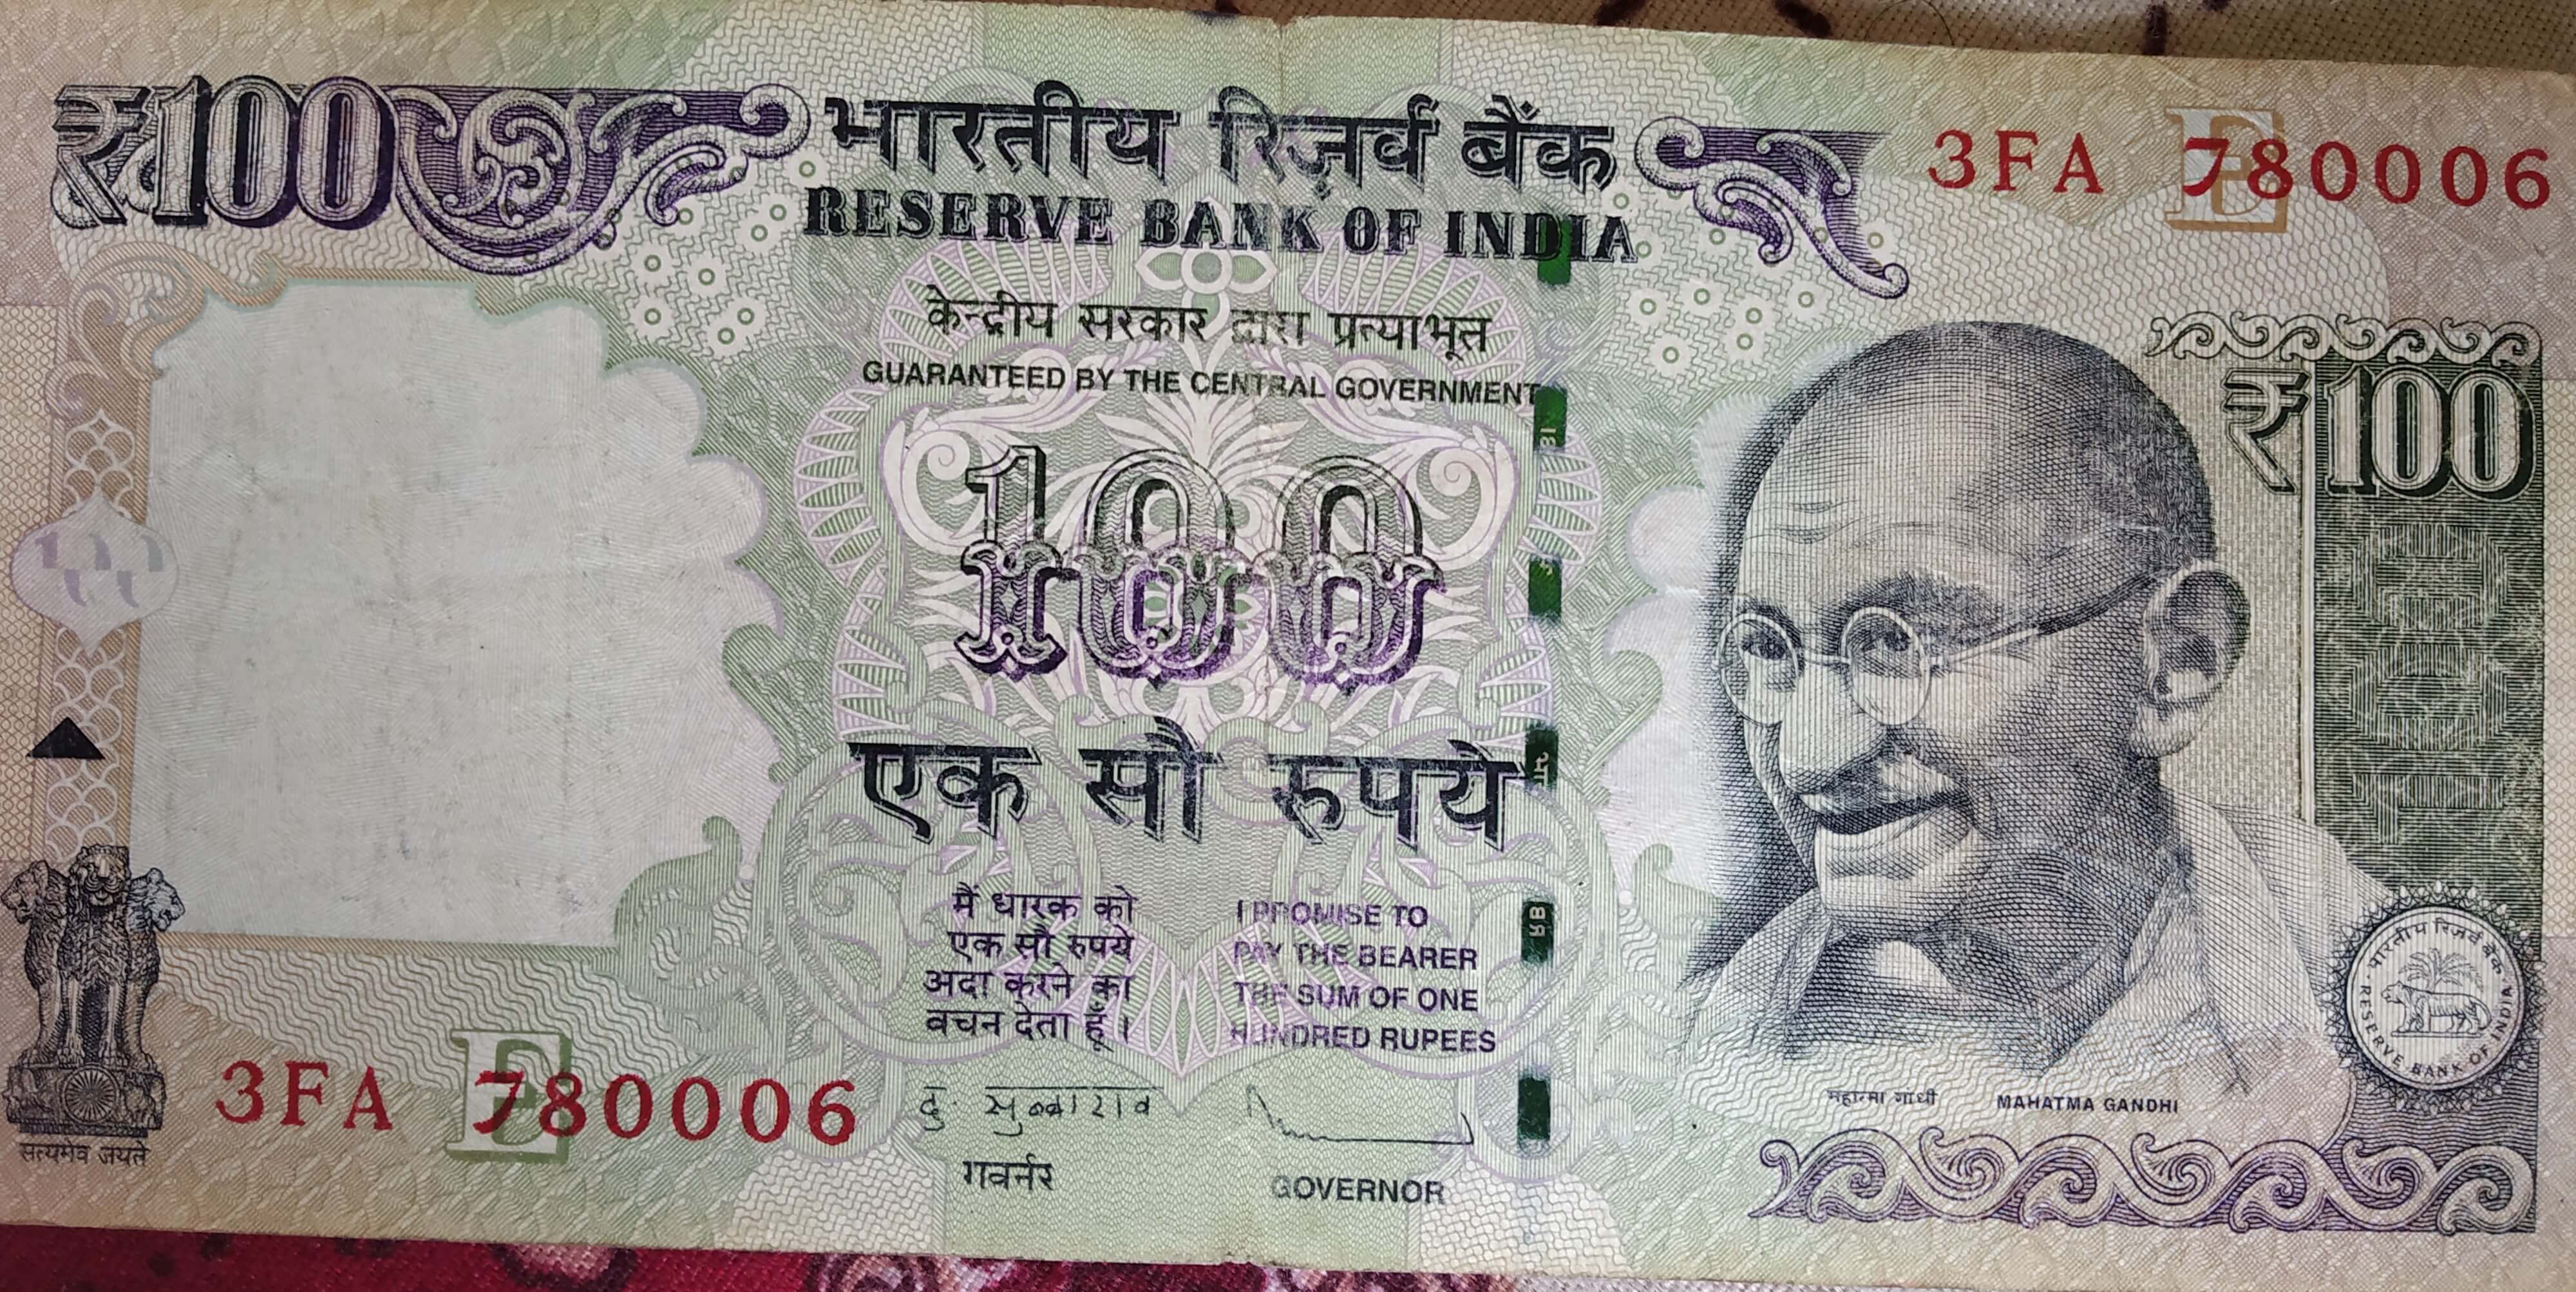 ₹100
भारतीय रिज़र्व बैंक
RESERVE BANK OF INDIA
3FA 780006
E
केन्द्रीय सरकार द्वारा प्रत्याभूत
GUARANTEED BY THE CENTRAL GOVERNMENT
₹100
100
100
एक सौ रुपये
मैं धारक को
एक सौ रुपये
अदा करने का
वचन देता हूँ।
I PROMISE TO
PAY THE BEARER
THE SUM OF ONE
HUNDRED RUPEES
RBI
भारतीय रिज़र्व बैंक
RESERVE BANK OF INDIA
3FA 780006
E
सत्यमेव जयते
गवर्नर
GOVERNOR
महात्मा गांधी
MAHATMA GANDHI